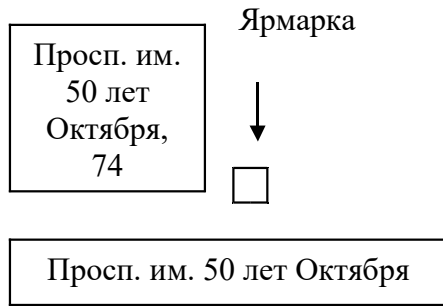 Ярмарка
Просп. им.
50 лет
Октября,
74
Просп. им. 50 лет Октября